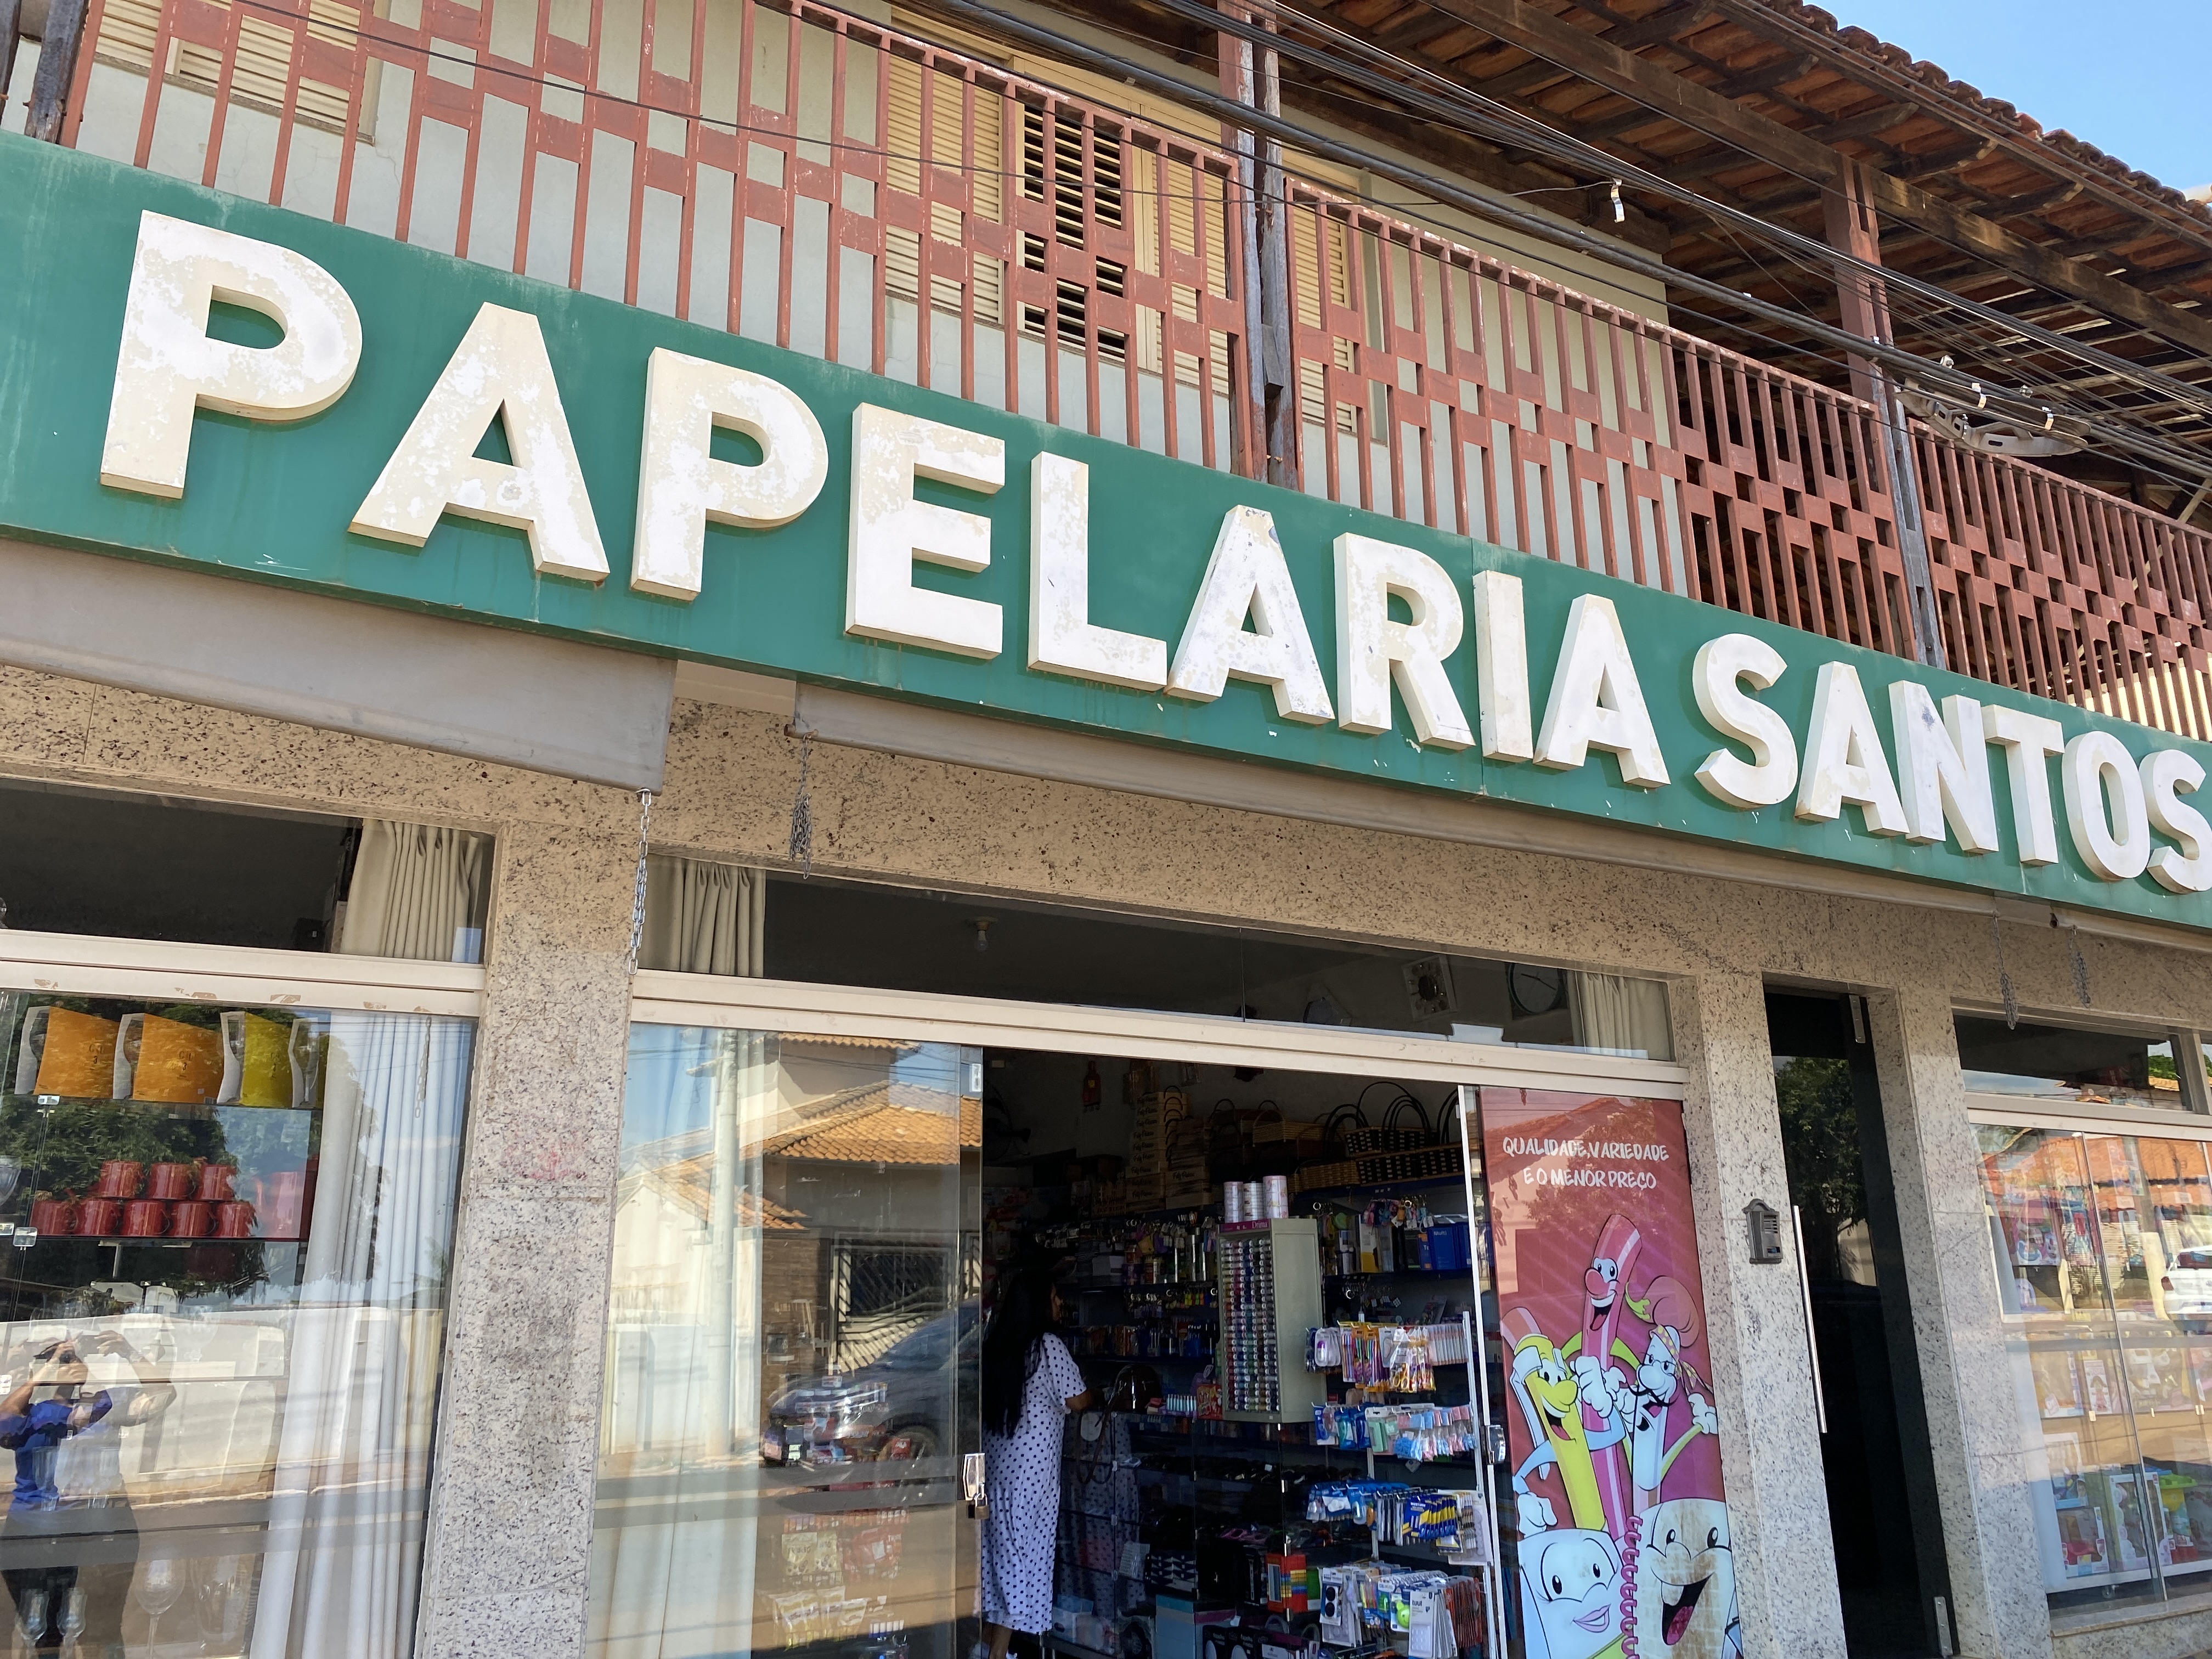 PAPELARIA SANTOS
QUALIDADE, VARIEDADE
E O MENOR PREÇO